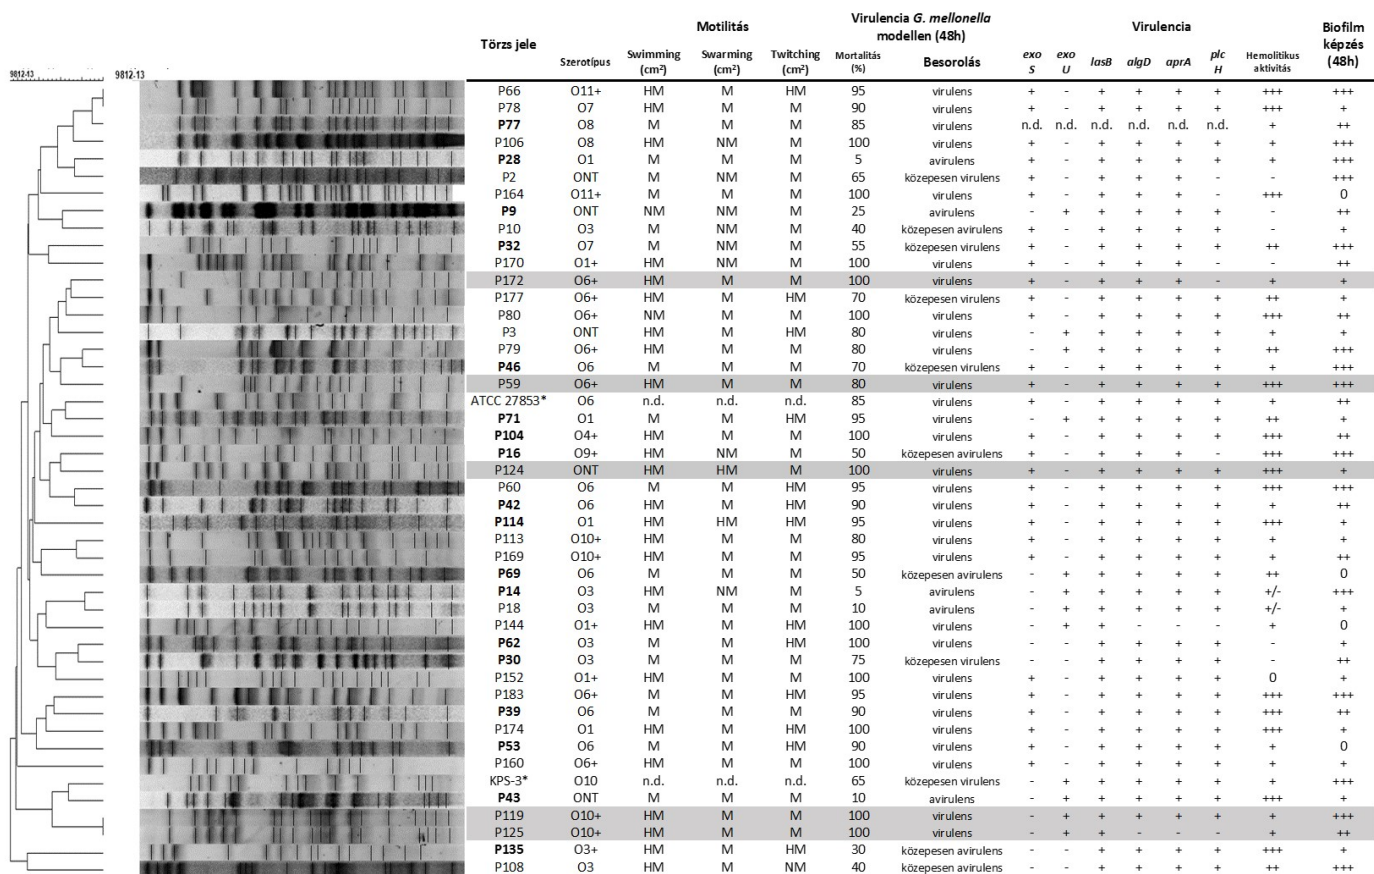 Motilitás Virulencia G. mellonella modellen (48h) Virulencia Biofilm képzés (48h)
Törzs jele Szerotípus Swimming (cm²) Swarming (cm²) Twitching (cm²) Mortalitás (%) Besorolás exo S exo U lasB algD aprA plc H Hemolitikus aktivitás
9812-13 9812-13
P66 O11+ HM M HM 95 virulens + - + + + + +++ +++
P78 O7 HM M M 90 virulens + - + + + + +++ +
P77 O8 M M M 85 virulens n.d. n.d. n.d. n.d. n.d. n.d. + ++
P106 O8 HM NM M 100 virulens + - + + + + + +++
P28 O1 M M M 5 avirulens + - + + + + + +++
P2 ONT M NM M 65 közepesen virulens + - + + + - - +++
P164 O11+ M M M 100 virulens + - + + + - +++ 0
P9 ONT NM NM M 25 avirulens - + + + + + - ++
P10 O3 M NM M 40 közepesen avirulens + - + + + + - +
P32 O7 M NM M 55 közepesen virulens + - + + + + ++ +++
P170 O1+ HM NM M 100 virulens + - + + + - - ++
P172 O6+ HM M M 100 virulens + - + + + - + +
P177 O6+ HM M HM 70 közepesen virulens + - + + + + ++ +
P80 O6+ NM M M 100 virulens + - + + + + +++ ++
P3 ONT HM M HM 80 virulens - + + + + + + +
P79 O6+ HM M M 80 virulens - + + + + + ++ +++
P46 O6 M M M 70 közepesen virulens + - + + + + + +++
P59 O6+ HM M M 80 virulens + - + + + + +++ +++
ATCC 27853* O6 n.d. n.d. n.d. 85 virulens + - + + + + + ++
P71 O1 M M HM 95 virulens - + + + + + ++ +
P104 O4+ HM M M 100 virulens + - + + + + +++ ++
P16 O9+ HM NM M 50 közepesen avirulens + - + + + - +++ +++
P124 ONT HM HM M 100 virulens + - + + + + +++ +
P60 O6 M M HM 95 virulens + - + + + + +++ +++
P42 O6 HM M HM 90 virulens + - + + + + + ++
P114 O1 HM HM HM 95 virulens + - + + + + +++ +
P113 O10+ HM M HM 80 virulens + - + + + + + +
P169 O10+ HM M M 95 virulens + - + + + + + ++
P69 O6 M M M 50 közepesen avirulens - + + + + + ++ 0
P14 O3 HM NM M 5 avirulens - + + + + + +/- +++
P18 O3 M M M 10 avirulens - + + + + + +/- +
P144 O1+ HM M HM 100 virulens - + + - - - + 0
P62 O3 M M HM 100 virulens - - + + + + - +
P30 O3 M M M 75 közepesen virulens - - + + + + - ++
P152 O1+ HM M M 100 virulens - - + + + + 0 +
P183 O6+ M M HM 95 virulens + - + + + + +++ +++
P39 O6 M M M 90 virulens + - + + + + +++ ++
P174 O1 HM M HM 100 virulens + - + + + + +++ +
P53 O6 M M HM 90 virulens + - + + + + + 0
P160 O6+ HM M M 100 virulens + - + + + + + +
KPS-3* O10 n.d. n.d. n.d. 65 közepesen virulens - + + + + + + +++
P43 ONT M M M 10 avirulens - + + + + + +++ +
P119 O10+ HM M M 100 virulens - + + + + + + +++
P125 O10+ HM M M 100 virulens - + + - - - + ++
P135 O3+ HM M HM 30 közepesen avirulens - - + + + + +++ +
P108 O3 HM M NM 40 közepesen avirulens - - + + + + ++ +++